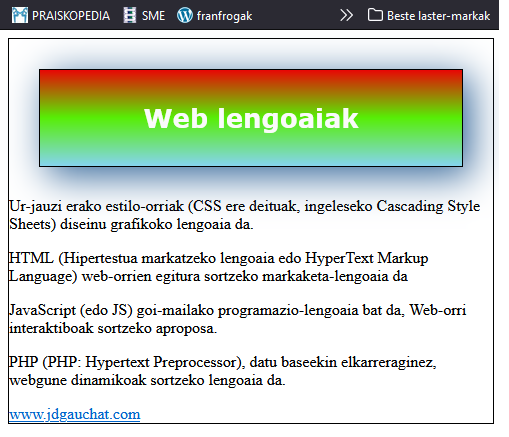 PRAISKOPEDIA SME franfrogak Beste laster-markak
Web lengoaiak
Ur-jauzi erako estilo-orriak (CSS ere deituak, ingeleseko Cascading Style
Sheets) diseinu grafikoko lengoaia da.
HTML (Hipertestua markatzeko lengoaia edo HyperText Markup
Language) web-orrien egitura sortzeko markaketa-lengoaia da
JavaScript (edo JS) goi-mailako programazio-lengoaia bat da, Web-orri
interaktiboak sortzeko aproposa.
PHP (PHP: Hypertext Preprocessor), datu baseekin elkarreraginez,
webgune dinamikoak sortzeko lengoaia da.
www.jdgauchat.com